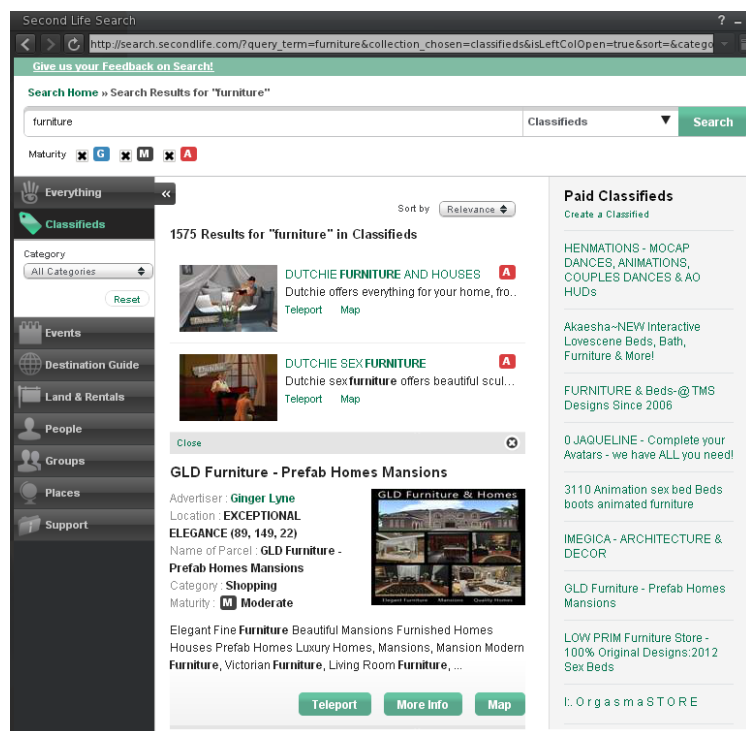 Second Life Search
? –
http://search.secondlife.com/?query_term=furniture&collection_chosen=classifieds&isLeftColOpen=true&sort=&catego
Give us your Feedback on Search!
Search Home » Search Results for "furniture"
furniture
Classifieds ▼
Search
Maturity G M A
Everything
Classifieds
Category
All Categories
Reset
Events
Destination Guide
Land & Rentals
People
Groups
Places
Support
«
Sort by Relevance
1575 Results for "furniture" in Classifieds
DUTCHIE FURNITURE AND HOUSES A
Dutchie offers everything for your home, fro..
Teleport Map
DUTCHIE SEX FURNITURE A
Dutchie sex furniture offers beautiful scul...
Teleport Map
Close
GLD Furniture - Prefab Homes Mansions
Advertiser : Ginger Lyne
Location : EXCEPTIONAL
ELEGANCE (89, 149, 22)
Name of Parcel : GLD Furniture -
Prefab Homes Mansions
Category : Shopping
Maturity : M Moderate
GLD Furniture & Homes
Elegant Furniture Mansions Quality Homes
Elegant Fine Furniture Beautiful Mansions Furnished Homes
Houses Prefab Homes Luxury Homes, Mansions, Mansion Modern
Furniture, Victorian Furniture, Living Room Furniture, ...
Teleport
More Info
Map
Paid Classifieds
Create a Classified
HENMATIONS - MOCAP
DANCES, ANIMATIONS,
COUPLES DANCES & AO
HUDs
Akaesha~NEW Interactive
Lovescene Beds, Bath,
Furniture & More!
FURNITURE & Beds-@ TMS
Designs Since 2006
0 JAQUELINE - Complete your
Avatars - we have ALL you need!
3110 Animation sex bed Beds
boots animated furniture
IMEGICA - ARCHITECTURE &
DECOR
GLD Furniture - Prefab Homes
Mansions
LOW PRIM Furniture Store -
100% Original Designs:2012
Sex Beds
I:. O r g a s m a S T O R E